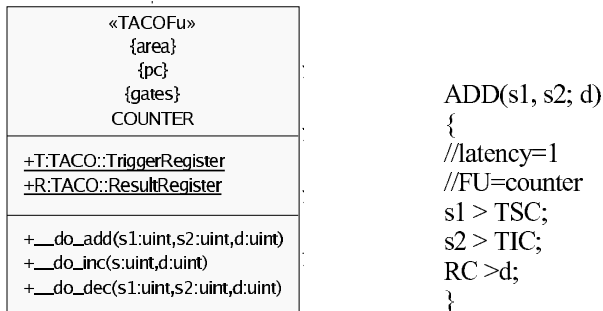 «TACOFu»
{area}
{pc}
{gates}
COUNTER
+T:TACO::TriggerRegister
+R:TACO::ResultRegister
+__do_add(s1:uint,s2:uint,d:uint)
+__do_inc(s:uint,d:uint)
+__do_dec(s1:uint,s2:uint,d:uint)
ADD(s1, s2; d)
{
//latency=1
//FU=counter
s1 > TSC;
s2 > TIC;
RC >d;
}